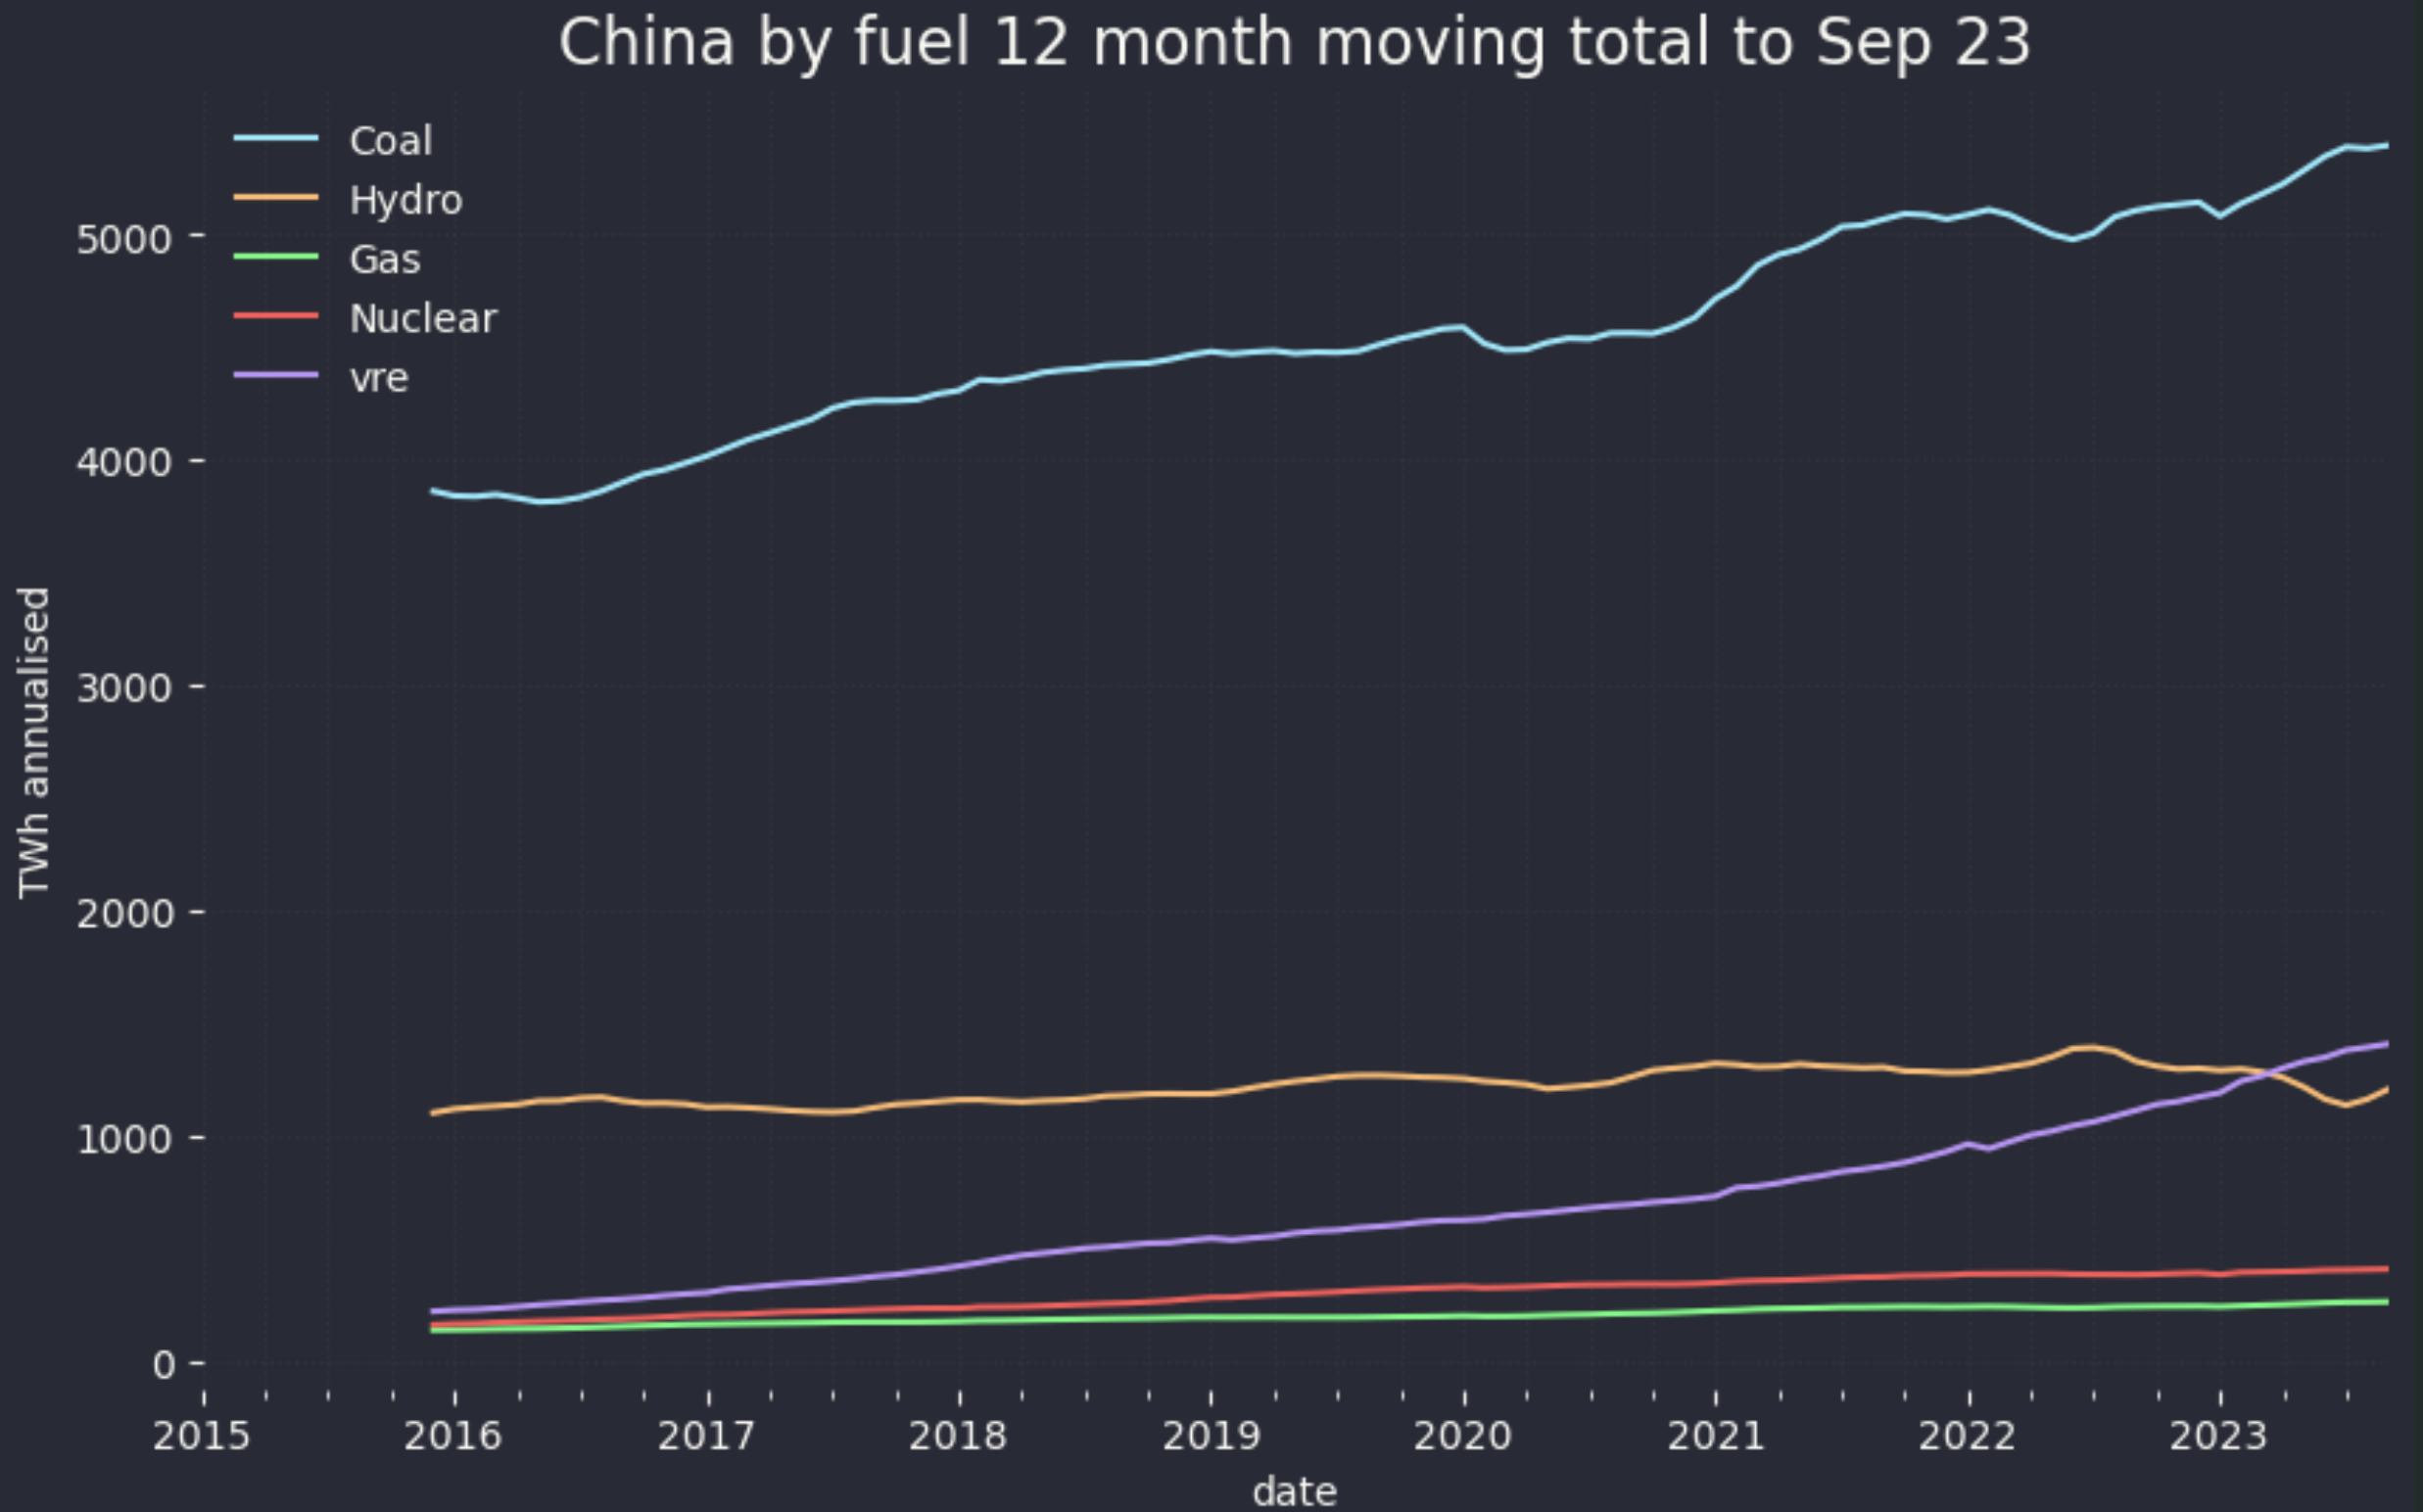 China by fuel 12 month moving total to Sep 23
Coal
Hydro
Gas
Nuclear
vre
5000
4000
3000
2000
1000
0
TWh annualised
2015 2016 2017 2018 2019 2020 2021 2022 2023
date